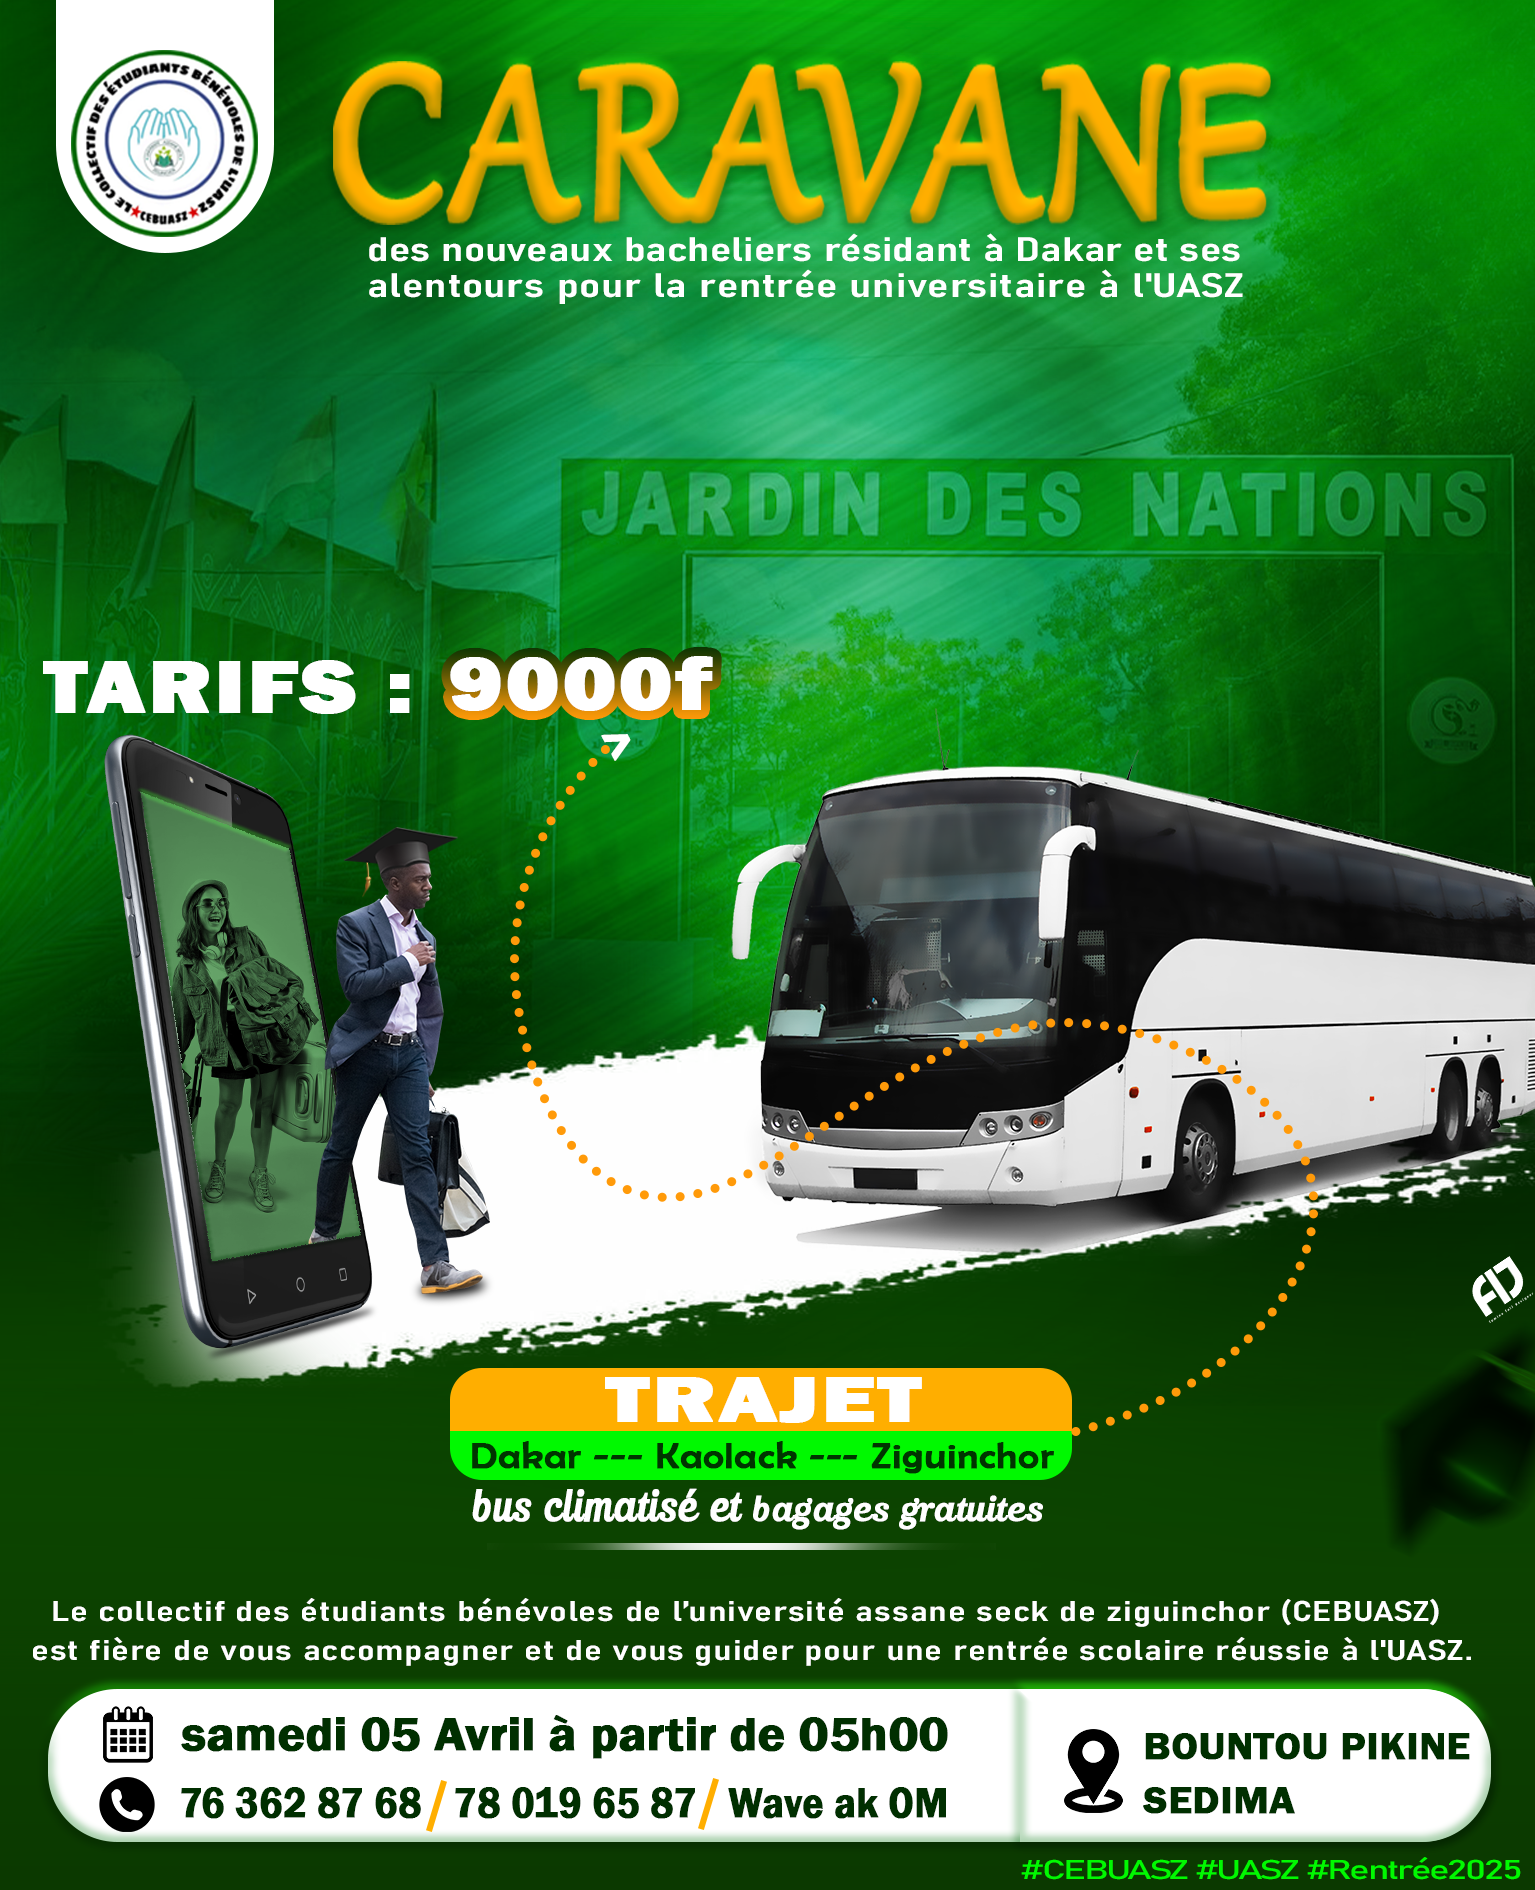 LE COLLECTIF DES ÉTUDIANTS BÉNÉVOLES DE L'UASZ
CEBUASZ
CARAVANE
des nouveaux bacheliers résidant à Dakar et ses
alentours pour la rentrée universitaire à l'UASZ
JARDIN DES NATIONS
TARIFS : 9000f
TRAJET
Dakar --- Kaolack --- Ziguinchor
bus climatisé et bagages gratuites
Le collectif des étudiants bénévoles de l’université assane seck de ziguinchor (CEBUASZ)
est fière de vous accompagner et de vous guider pour une rentrée scolaire réussie à l'UASZ.
samedi 05 Avril à partir de 05h00
76 362 87 68 / 78 019 65 87 / Wave ak OM
BOUNTOU PIKINE
SEDIMA
#CEBUASZ #UASZ #Rentrée2025